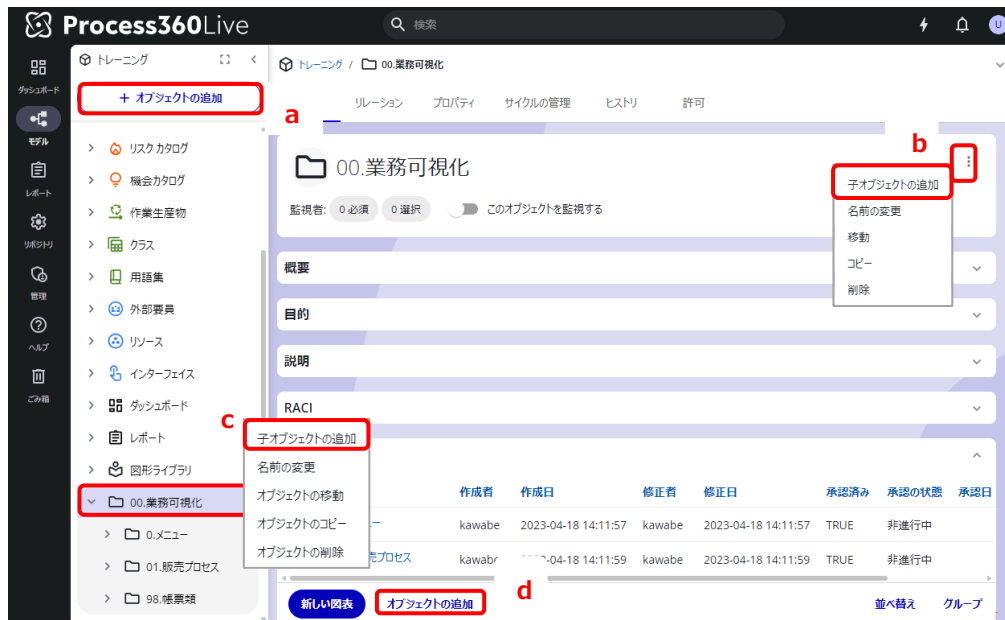 Process360Live
検索
U
ダッシュボード
モデル
レポート
リポジトリ
管理
ヘルプ
ごみ箱
トレーニング
+ オブジェクトの追加
リスク カタログ
機会カタログ
作業生産物
クラス
用語集
外部要員
リソース
インターフェイス
ダッシュボード
レポート
図形ライブラリ
00.業務可視化
0.メニュー
01.販売プロセス
98.帳票類
c
子オブジェクトの追加
名前の変更
オブジェクトの移動
オブジェクトのコピー
オブジェクトの削除
トレーニング / 00.業務可視化
a
リレーション プロパティ サイクルの管理 ヒストリ 許可
b
00.業務可視化
監視者: 0 必須 0 選択 このオブジェクトを監視する
子オブジェクトの追加
名前の変更
移動
コピー
削除
概要
目的
説明
RACI
作成者 作成日 修正者 修正日 承認済み 承認の状態 承認日
ー kawabe 2023-04-18 14:11:57 kawabe 2023-04-18 14:11:57 TRUE 非進行中
売プロセス kawabe -04-18 14:11:59 kawabe 2023-04-18 14:11:59 TRUE 非進行中
新しい図表 オブジェクトの追加 d 並べ替え グループ